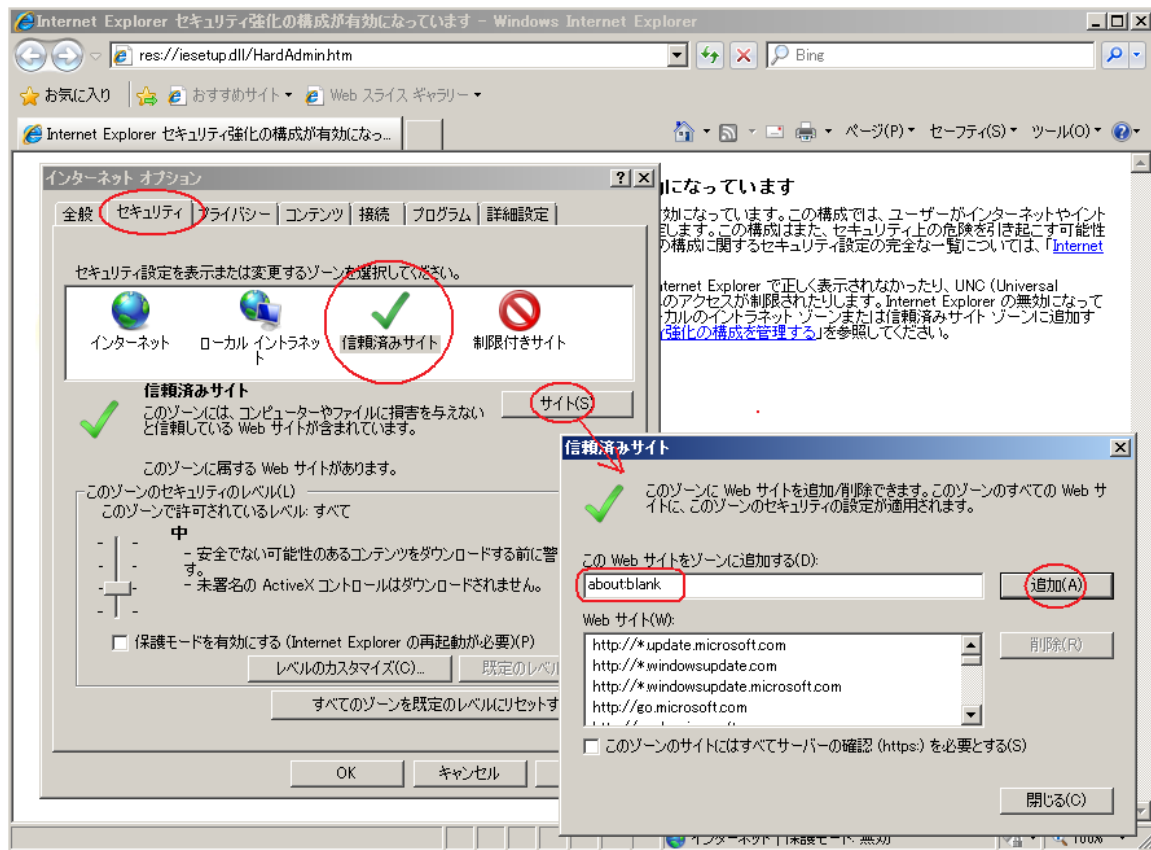 Internet Explorer セキュリティ強化の構成が有効になっています - Windows Internet Explorer
res://iesetup.dll/HardAdmin.htm
Bing
お気に入り
おすすめサイト
Web スライス ギャラリー
Internet Explorer セキュリティ強化の構成が有効になっ...
ページ(P)
セーフティ(S)
ツール(O)
インターネット オプション
になっています
全般
セキュリティ
プライバシー
コンテンツ
接続
プログラム
詳細設定
効になっています。この構成では、ユーザーがインターネットやイント
します。この構成はまた、セキュリティ上の危険を引き起こす可能性
の構成に関するセキュリティ設定の完全な一覧については、「Internet
ternet Explorer で正しく表示されなかったり、UNC (Universal
のアクセスが制限されたりします。Internet Explorer の無効になって
カルのイントラネット ゾーンまたは信頼済みサイト ゾーンに追加す
強化の構成を管理する」を参照してください。
セキュリティ設定を表示または変更するゾーンを選択してください。
インターネット
ローカル イントラネッ
ト
信頼済みサイト
制限付きサイト
信頼済みサイト
このゾーンには、コンピューターやファイルに損害を与えない
と信頼している Web サイトが含まれています。
サイト(S)
このゾーンに属する Web サイトがあります。
このゾーンのセキュリティのレベル(L)
このゾーンで許可されているレベル: すべて
中
- 安全でない可能性のあるコンテンツをダウンロードする前に警
す。
- 未署名の ActiveX コントロールはダウンロードされません。
保護モードを有効にする (Internet Explorer の再起動が必要)(P)
レベルのカスタマイズ(C)...
既定のレベル
すべてのゾーンを既定のレベルにリセットす
OK
キャンセル
信頼済みサイト
このゾーンに Web サイトを追加/削除できます。このゾーンのすべての Web サ
イトに、このゾーンのセキュリティの設定が適用されます。
この Web サイトをゾーンに追加する(D):
about:blank
追加(A)
Web サイト(W):
http://*.update.microsoft.com
http://*.windowsupdate.com
http://*.windowsupdate.microsoft.com
http://go.microsoft.com
削除(R)
このゾーンのサイトにはすべてサーバーの確認 (https:) を必要とする(S)
閉じる(C)
インターネット | 保護モード: 無効
100%